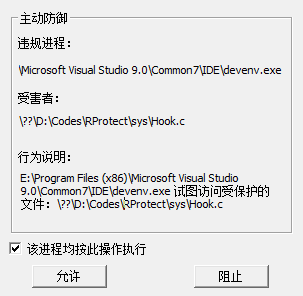 主动防御
违规进程：
\Microsoft Visual Studio 9.0\Common7\IDE\devenv.exe
受害者：
\??\D:\Codes\RProtect\sys\Hook.c
行为说明：
E:\Program Files (x86)\Microsoft Visual Studio
9.0\Common7\IDE\devenv.exe 试图访问受保护的
文件：\??\D:\Codes\RProtect\sys\Hook.c
该进程均按此操作执行
允许 阻止